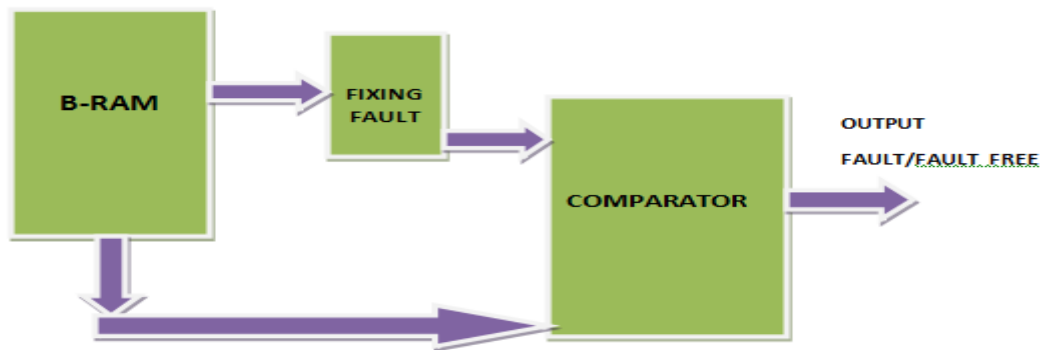 B-RAM
FIXING
FAULT
COMPARATOR
OUTPUT
FAULT/FAULT FREE